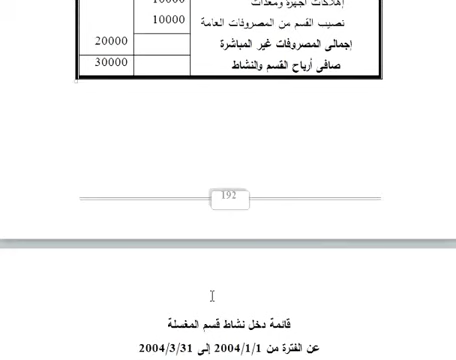 إهلاكات أجهزة ومعدات 10000
نصيب القسم من المصروفات العامة 10000
إجمالى المصروفات غير المباشرة 20000
صافى أرباح القسم والنشاط 30000
192
قائمة دخل نشاط قسم المغسلة
عن الفترة من 2004/1/1 إلى 2004/3/31